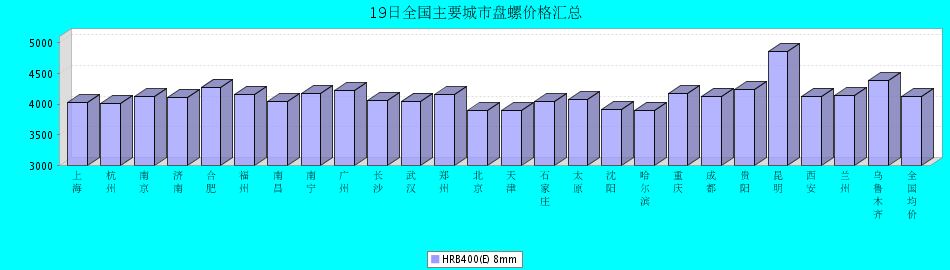 19日全国主要城市盘螺价格汇总
5000
4500
4000
3500
3000
上海
杭州
南京
济南
合肥
福州
南昌
南宁
广州
长沙
武汉
郑州
北京
天津
石家庄
太原
沈阳
哈尔滨
重庆
成都
贵阳
昆明
西安
兰州
乌鲁木齐
全国均价
HRB400(E) 8mm